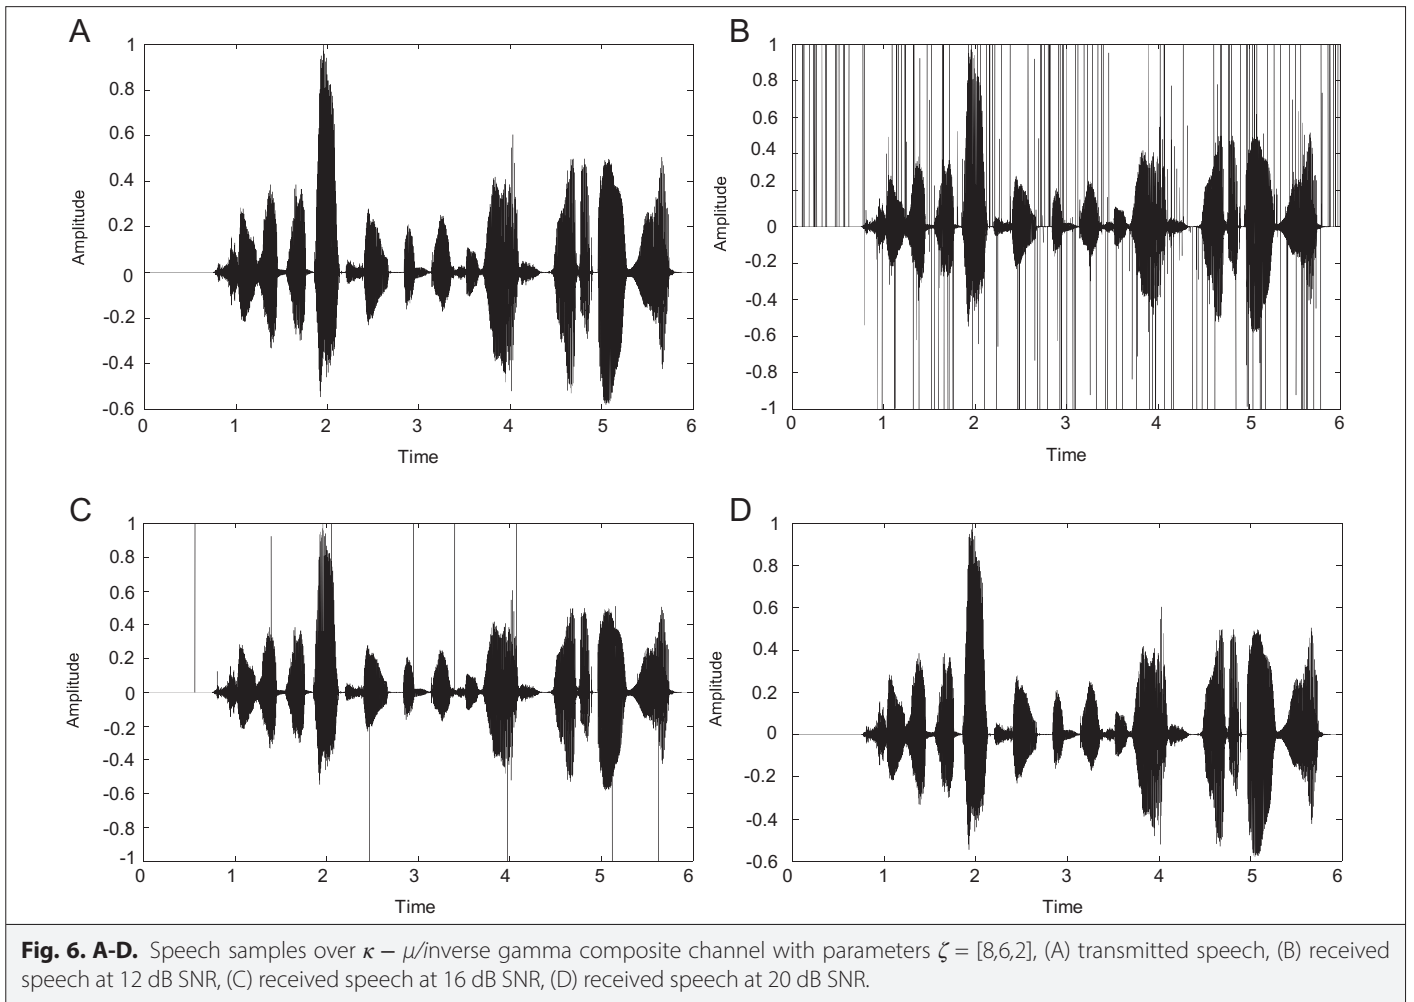 A
1
0.8
0.6
0.4
0.2
0
-0.2
-0.4
-0.6
Amplitude
0 1 2 3 4 5 6
Time
B
1
0.8
0.6
0.4
0.2
0
-0.2
-0.4
-0.6
-0.8
-1
Amplitude
0 1 2 3 4 5 6
Time
C
1
0.8
0.6
0.4
0.2
0
-0.2
-0.4
-0.6
-0.8
-1
Amplitude
0 1 2 3 4 5 6
Time
D
1
0.8
0.6
0.4
0.2
0
-0.2
-0.4
-0.6
Amplitude
0 1 2 3 4 5 6
Time
Fig. 6. A-D. Speech samples over κ − μ/inverse gamma composite channel with parameters ζ = [8,6,2], (A) transmitted speech, (B) received
speech at 12 dB SNR, (C) received speech at 16 dB SNR, (D) received speech at 20 dB SNR.